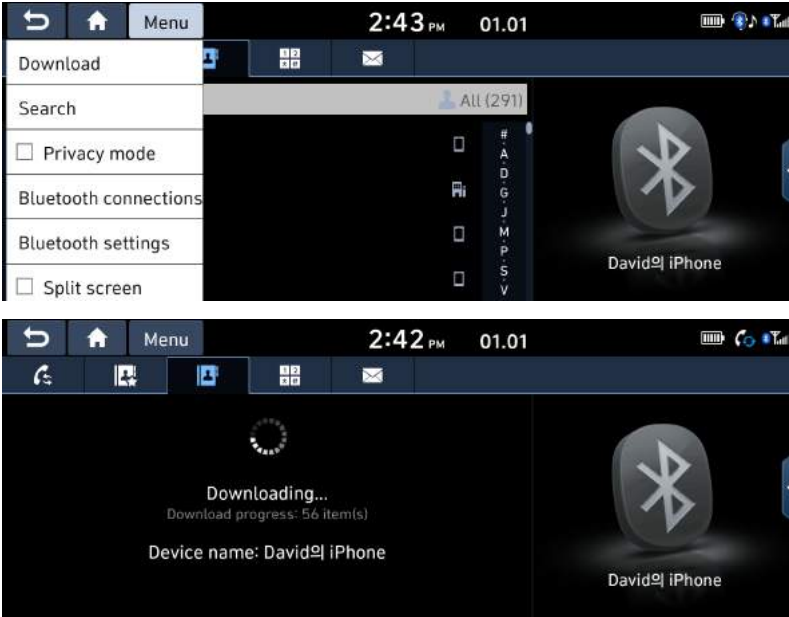 Menu
2:43 PM 01.01
Download
Search
All (291)
Privacy mode
Bluetooth connections
Bluetooth settings
Split screen
#
A
D
G
J
M
P
S
V
David의 iPhone
Menu
2:42 PM 01.01
Downloading...
Download progress: 56 item(s)
Device name: David의 iPhone
David의 iPhone